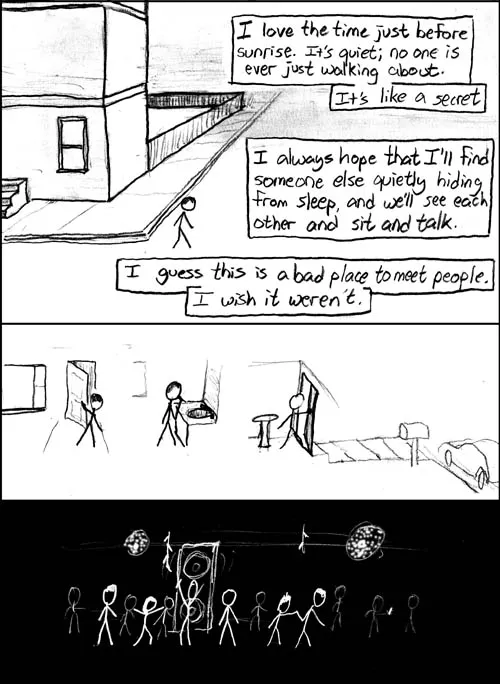 I love the time just before
sunrise. It's quiet; no one is
ever just walking about.
It's like a secret
I always hope that I'll find
someone else quietly hiding
from sleep, and we'll see each
other and sit and talk.
I guess this is a bad place to meet people.
I wish it weren't.